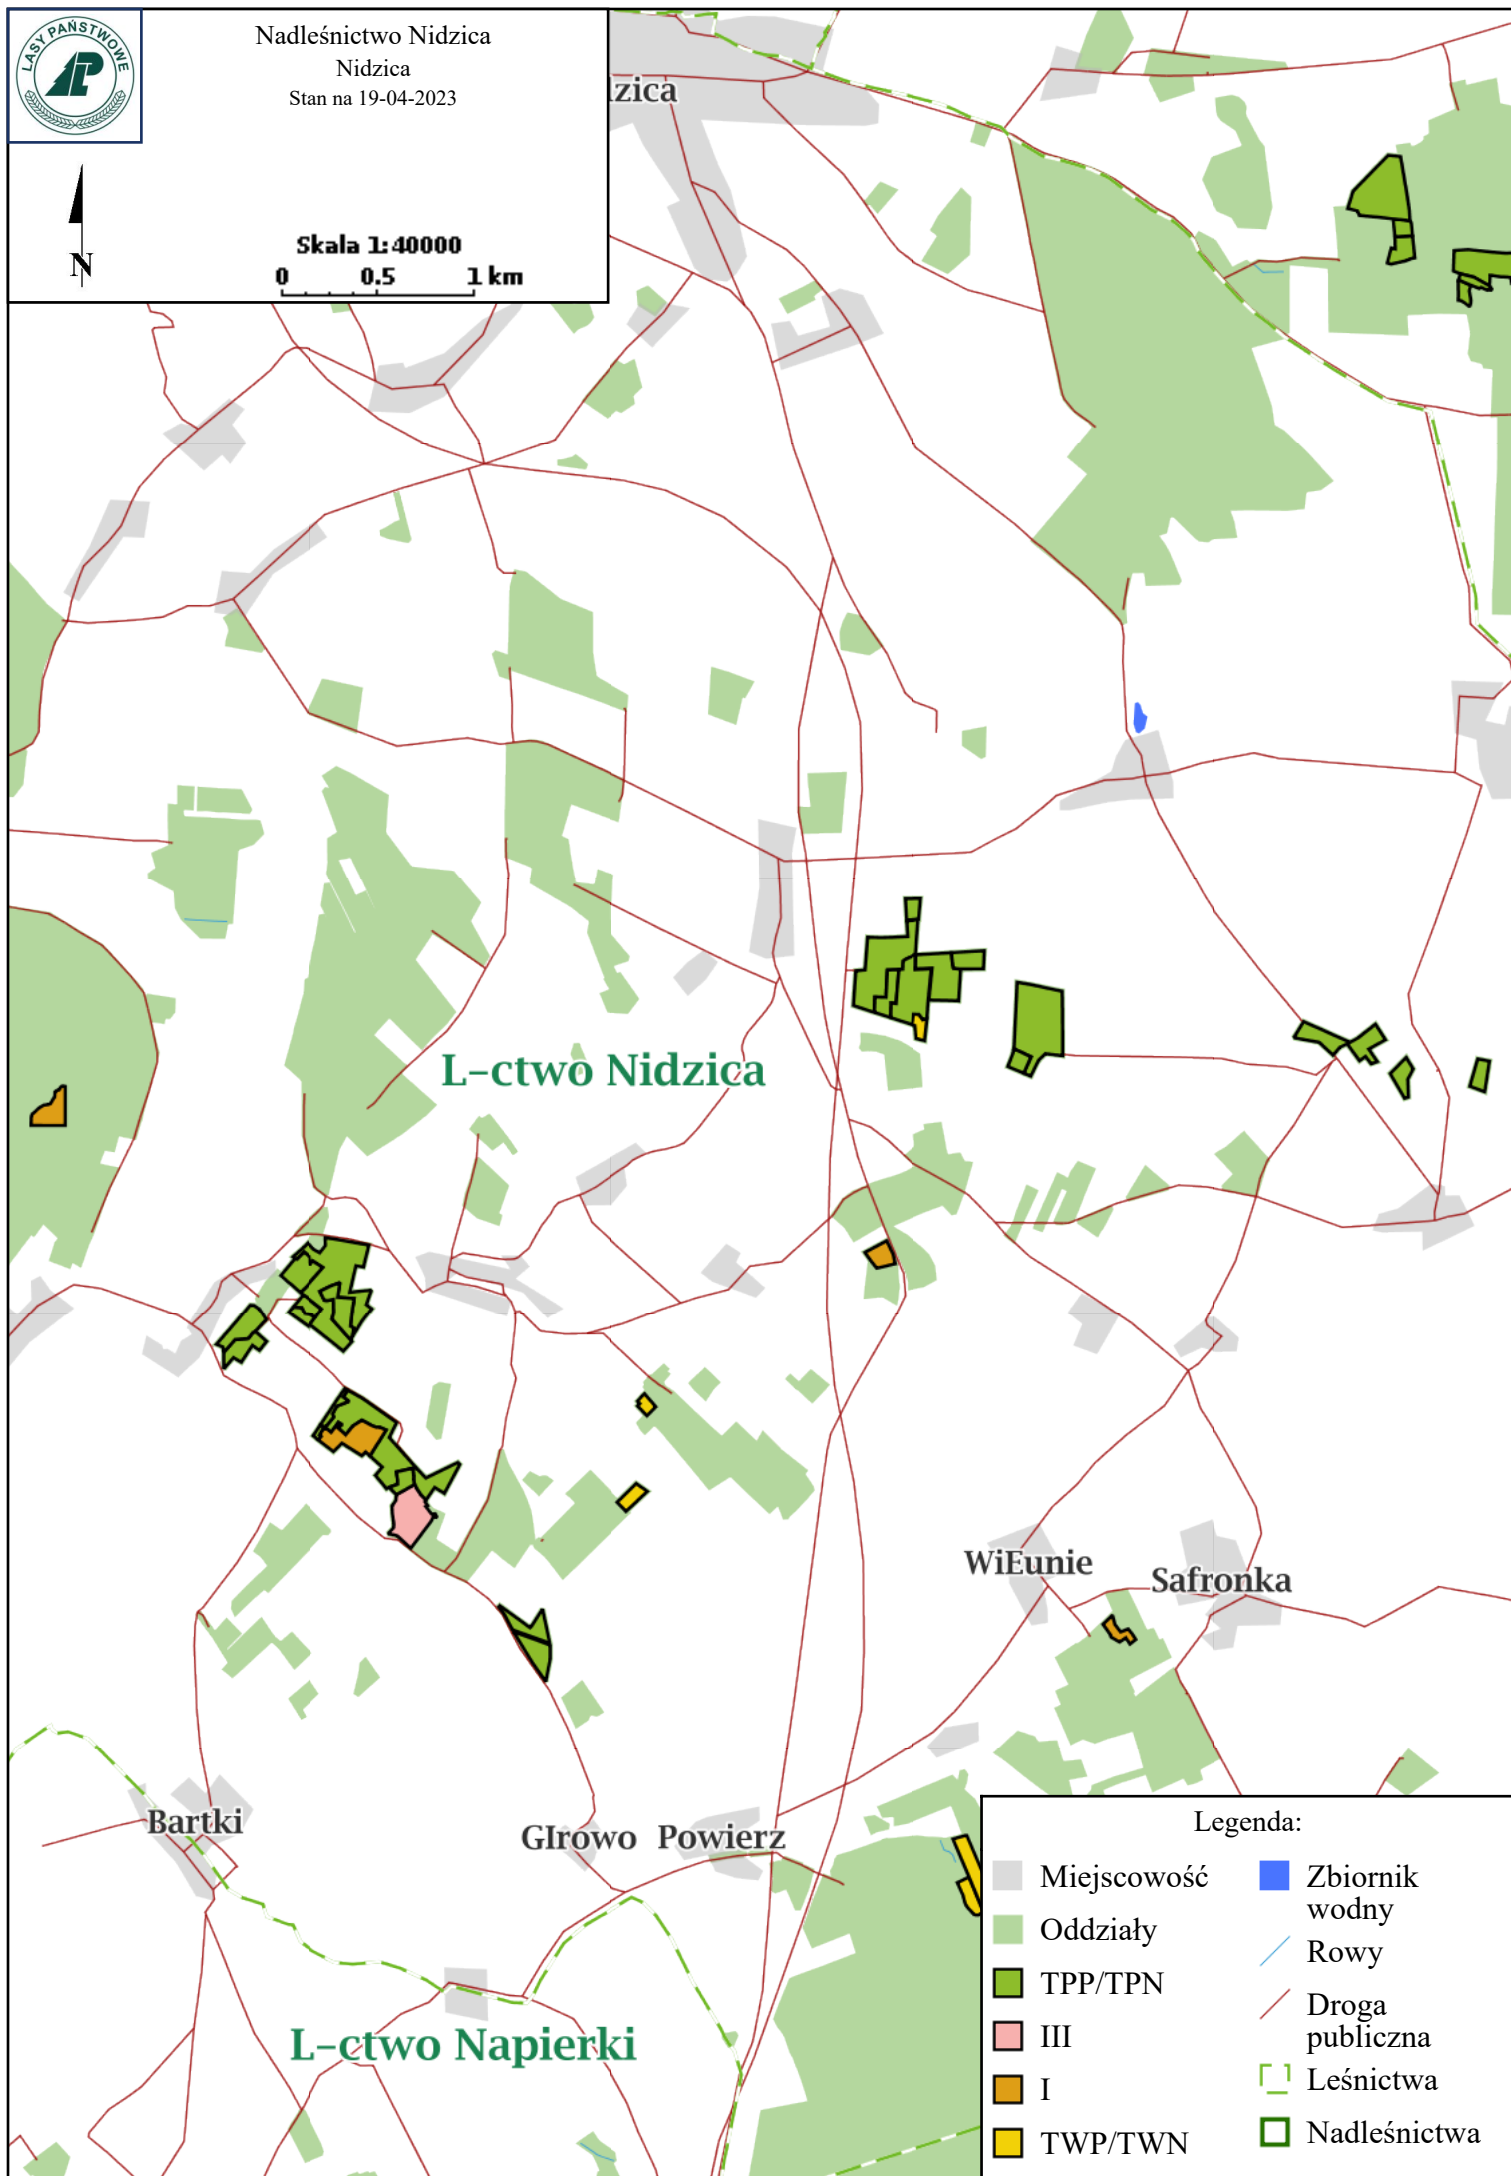 LASY PAŃSTWOWE
Nadleśnictwo Nidzica
Nidzica
Stan na 19-04-2023
N
Skala 1:40000
0 0.5 1 km
dzica
L-ctwo Nidzica
WiEunie
Safronka
Bartki
GIrowo
Powierz
L-ctwo Napierki
Legenda:
Miejscowość
Oddziały
TPP/TPN
III
I
TWP/TWN
Zbiornik
wodny
Rowy
Droga
publiczna
Leśnictwa
Nadleśnictwa